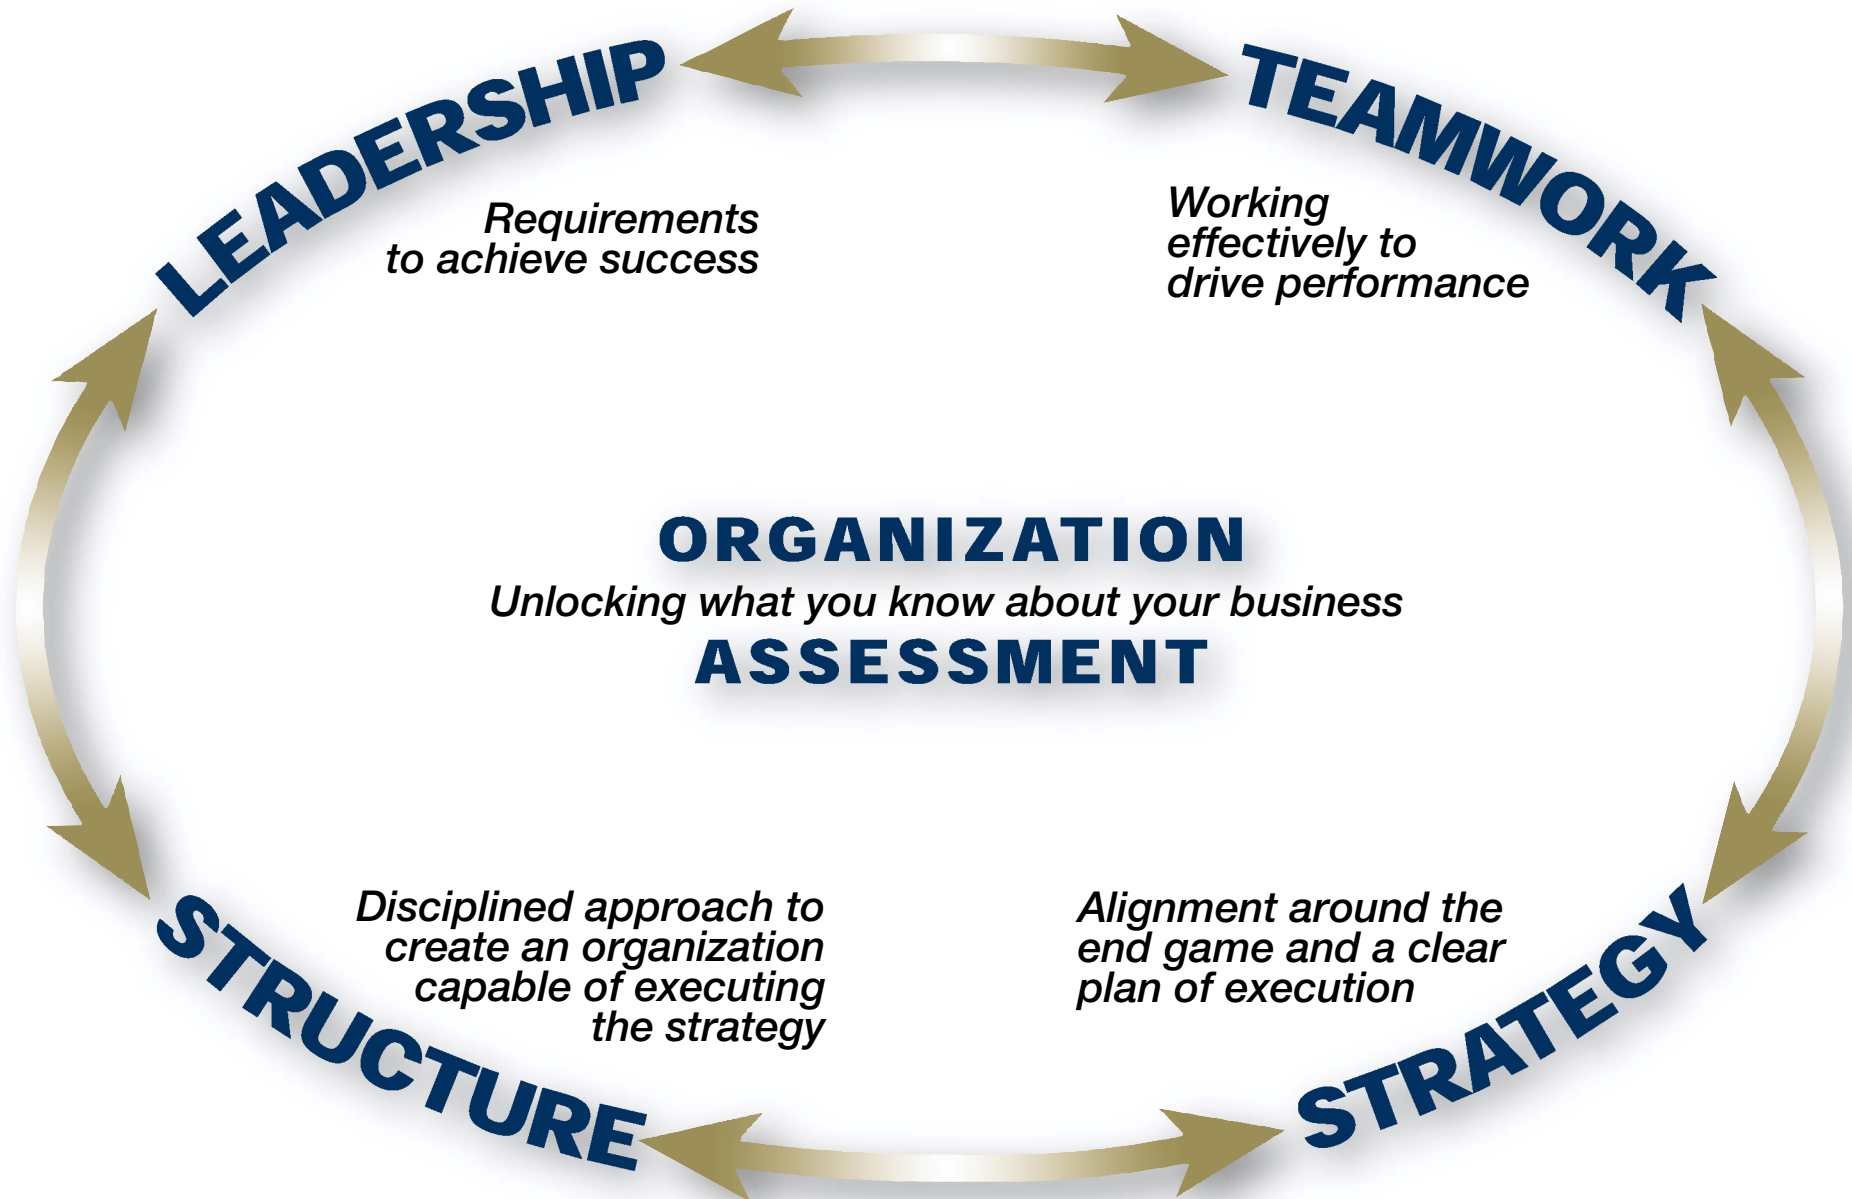 LEADERSHIP
Requirements
to achieve success
TEAMWORK
Working
effectively to
drive performance
ORGANIZATION
Unlocking what you know about your business
ASSESSMENT
Disciplined approach to
create an organization
capable of executing
the strategy
STRUCTURE
Alignment around the
end game and a clear
plan of execution
STRATEGY